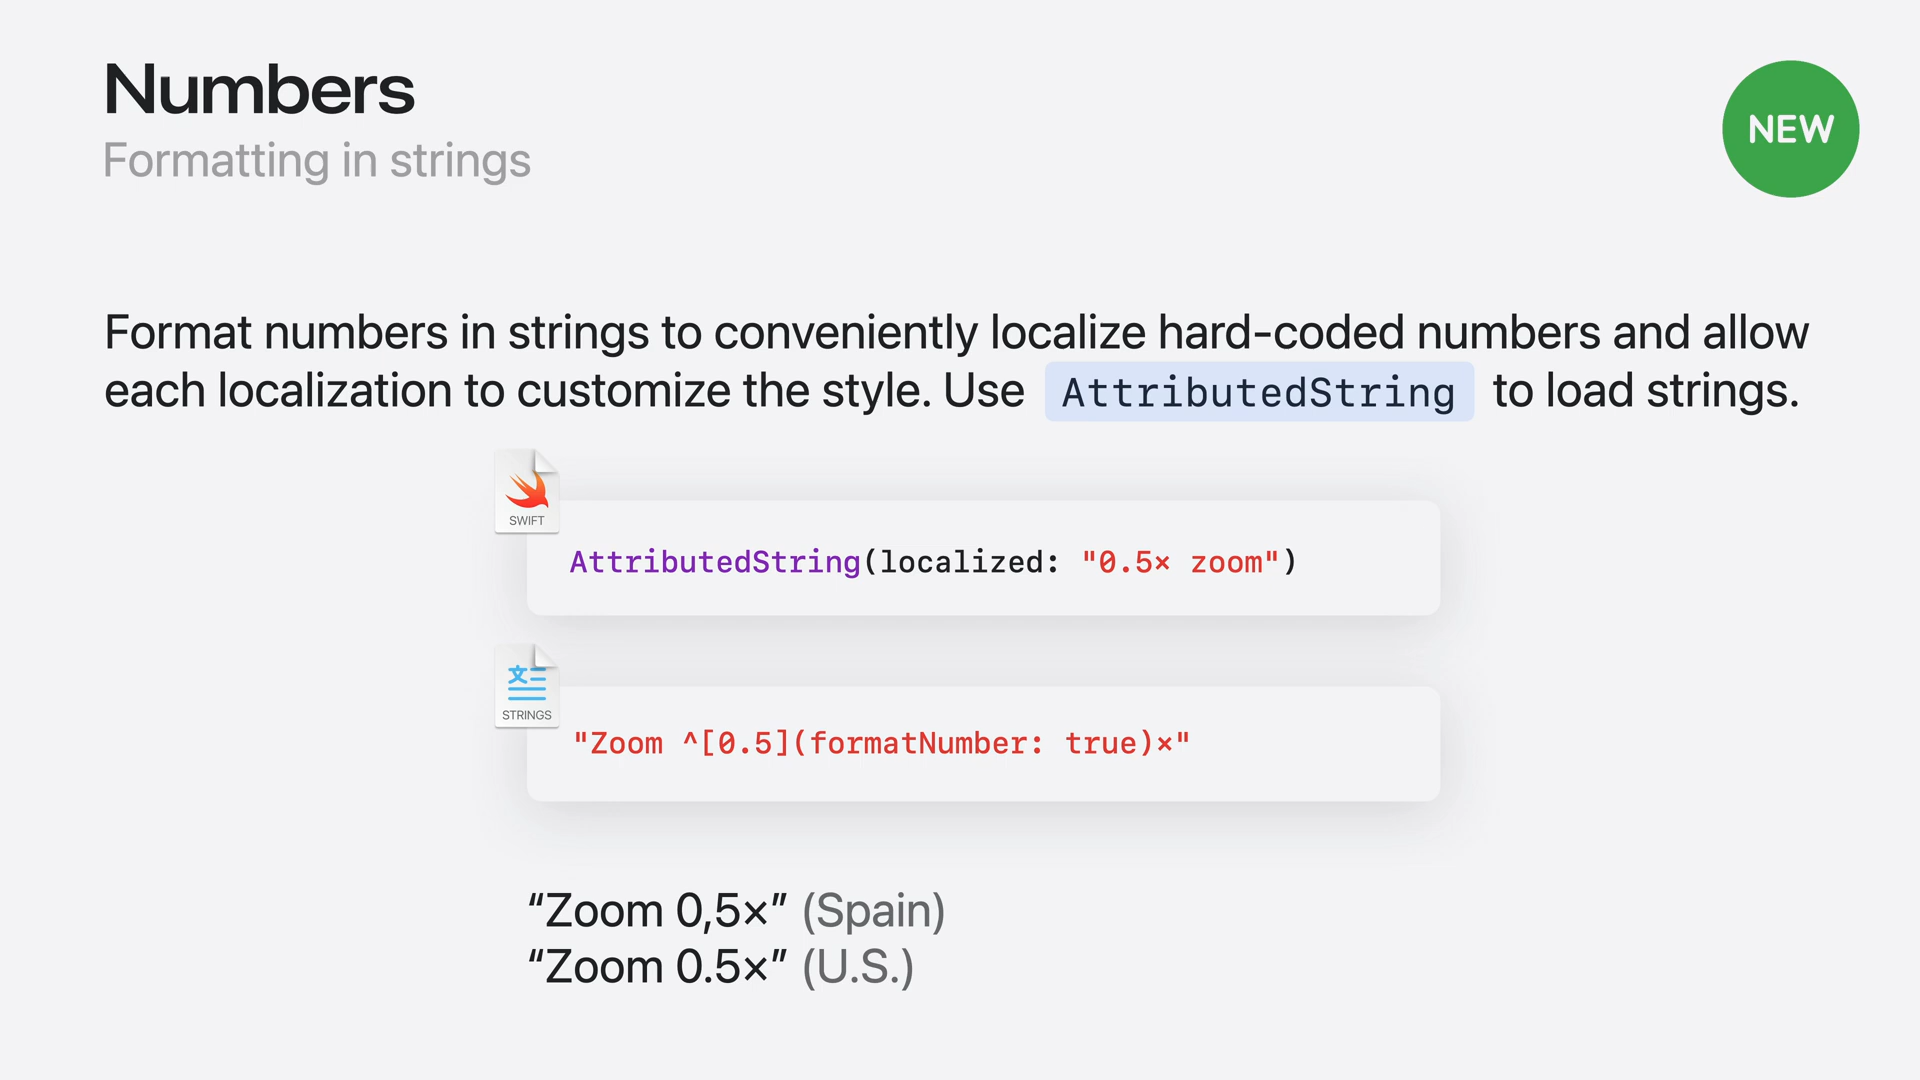 Numbers
Formatting in strings
NEW
Format numbers in strings to conveniently localize hard-coded numbers and allow
each localization to customize the style. Use AttributedString to load strings.
SWIFT
AttributedString(localized: "0.5× zoom")
STRINGS
"Zoom ^[0.5](formatNumber: true)×"
“Zoom 0,5×” (Spain)
“Zoom 0.5×” (U.S.)